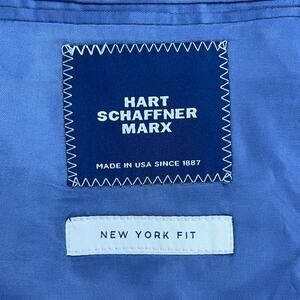 HART
SCHAFFNER
MARX
MADE IN USA SINCE 1887
NEW YORK FIT